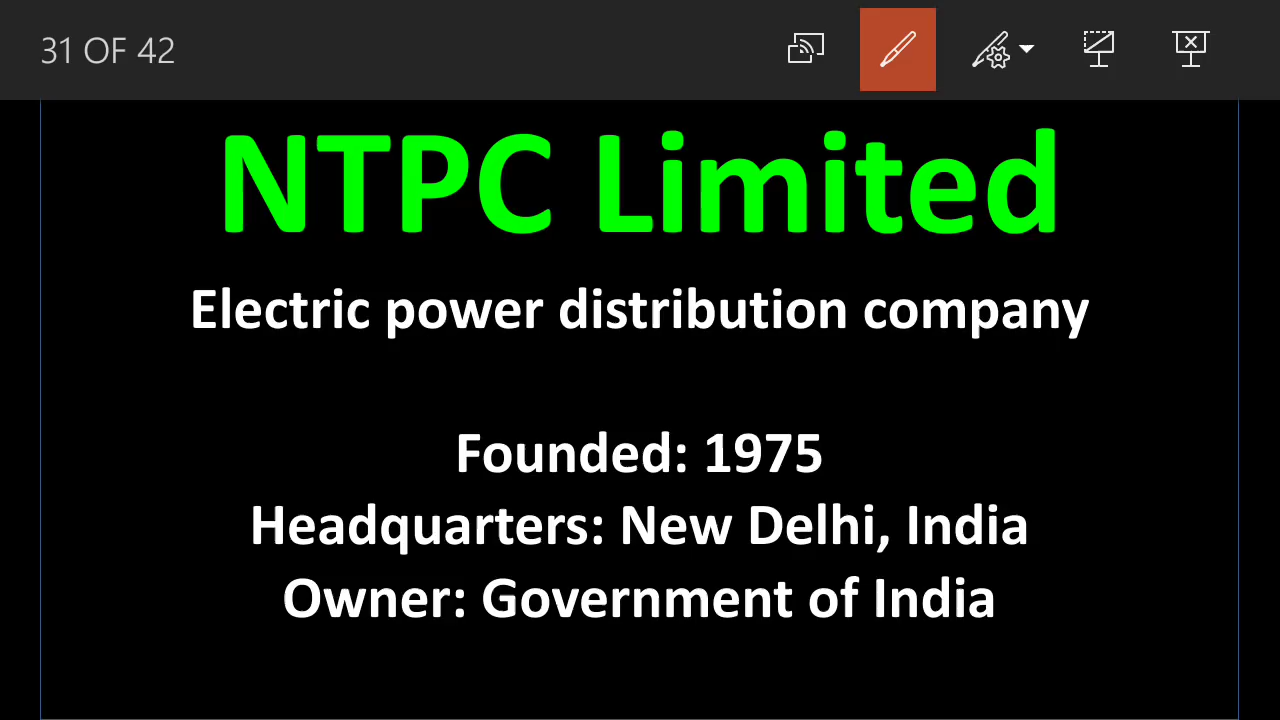 31 OF 42
NTPC Limited
Electric power distribution company
Founded: 1975
Headquarters: New Delhi, India
Owner: Government of India